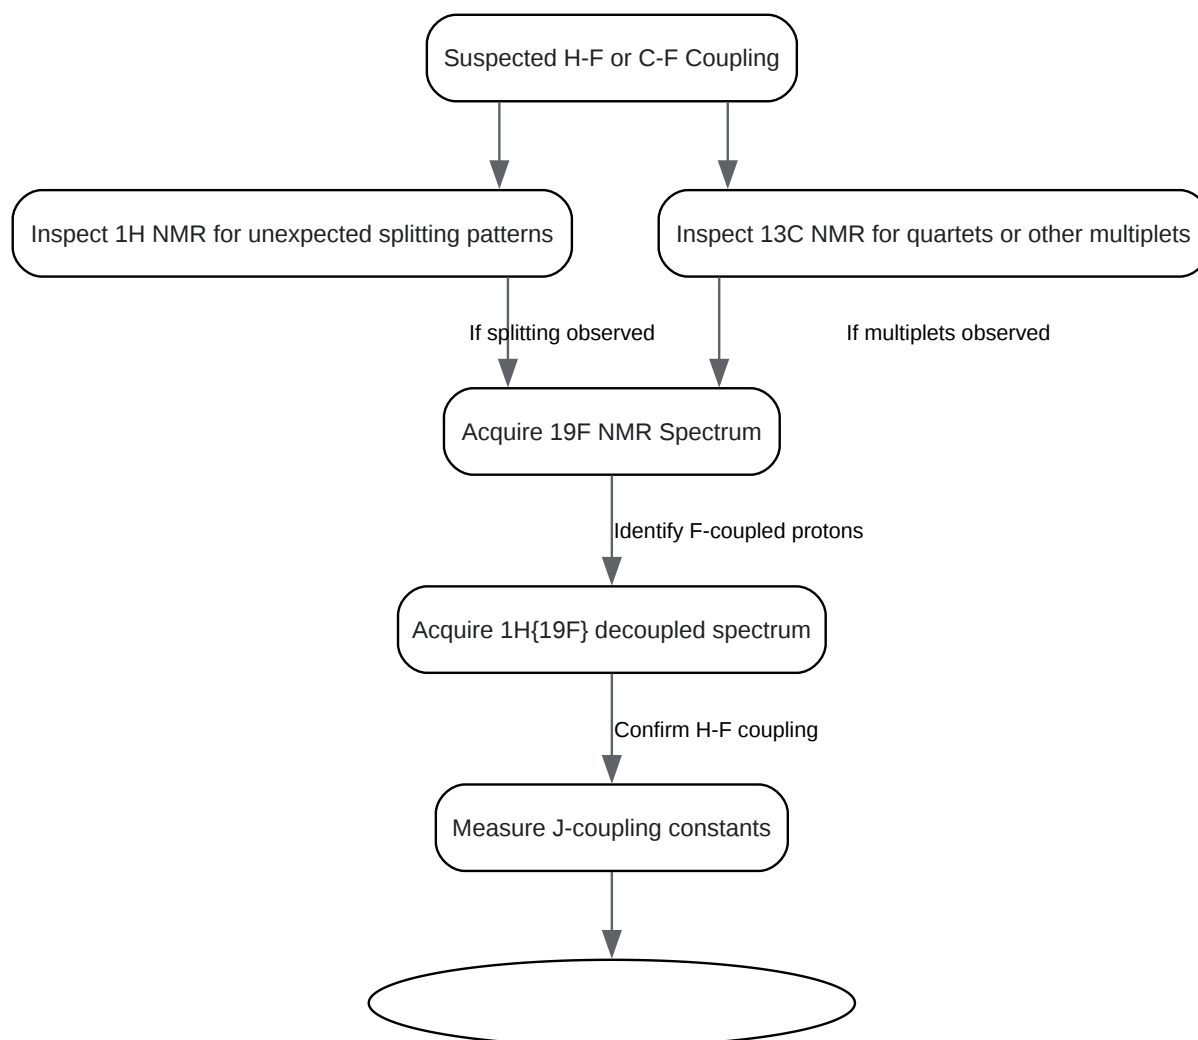 Suspected H-F or C-F Coupling
Inspect 1H NMR for unexpected splitting patterns
Inspect 13C NMR for quartets or other multiplets
If splitting observed
If multiplets observed
Acquire 19F NMR Spectrum
Identify F-coupled protons
Acquire 1H{19F} decoupled spectrum
Confirm H-F coupling
Measure J-coupling constants